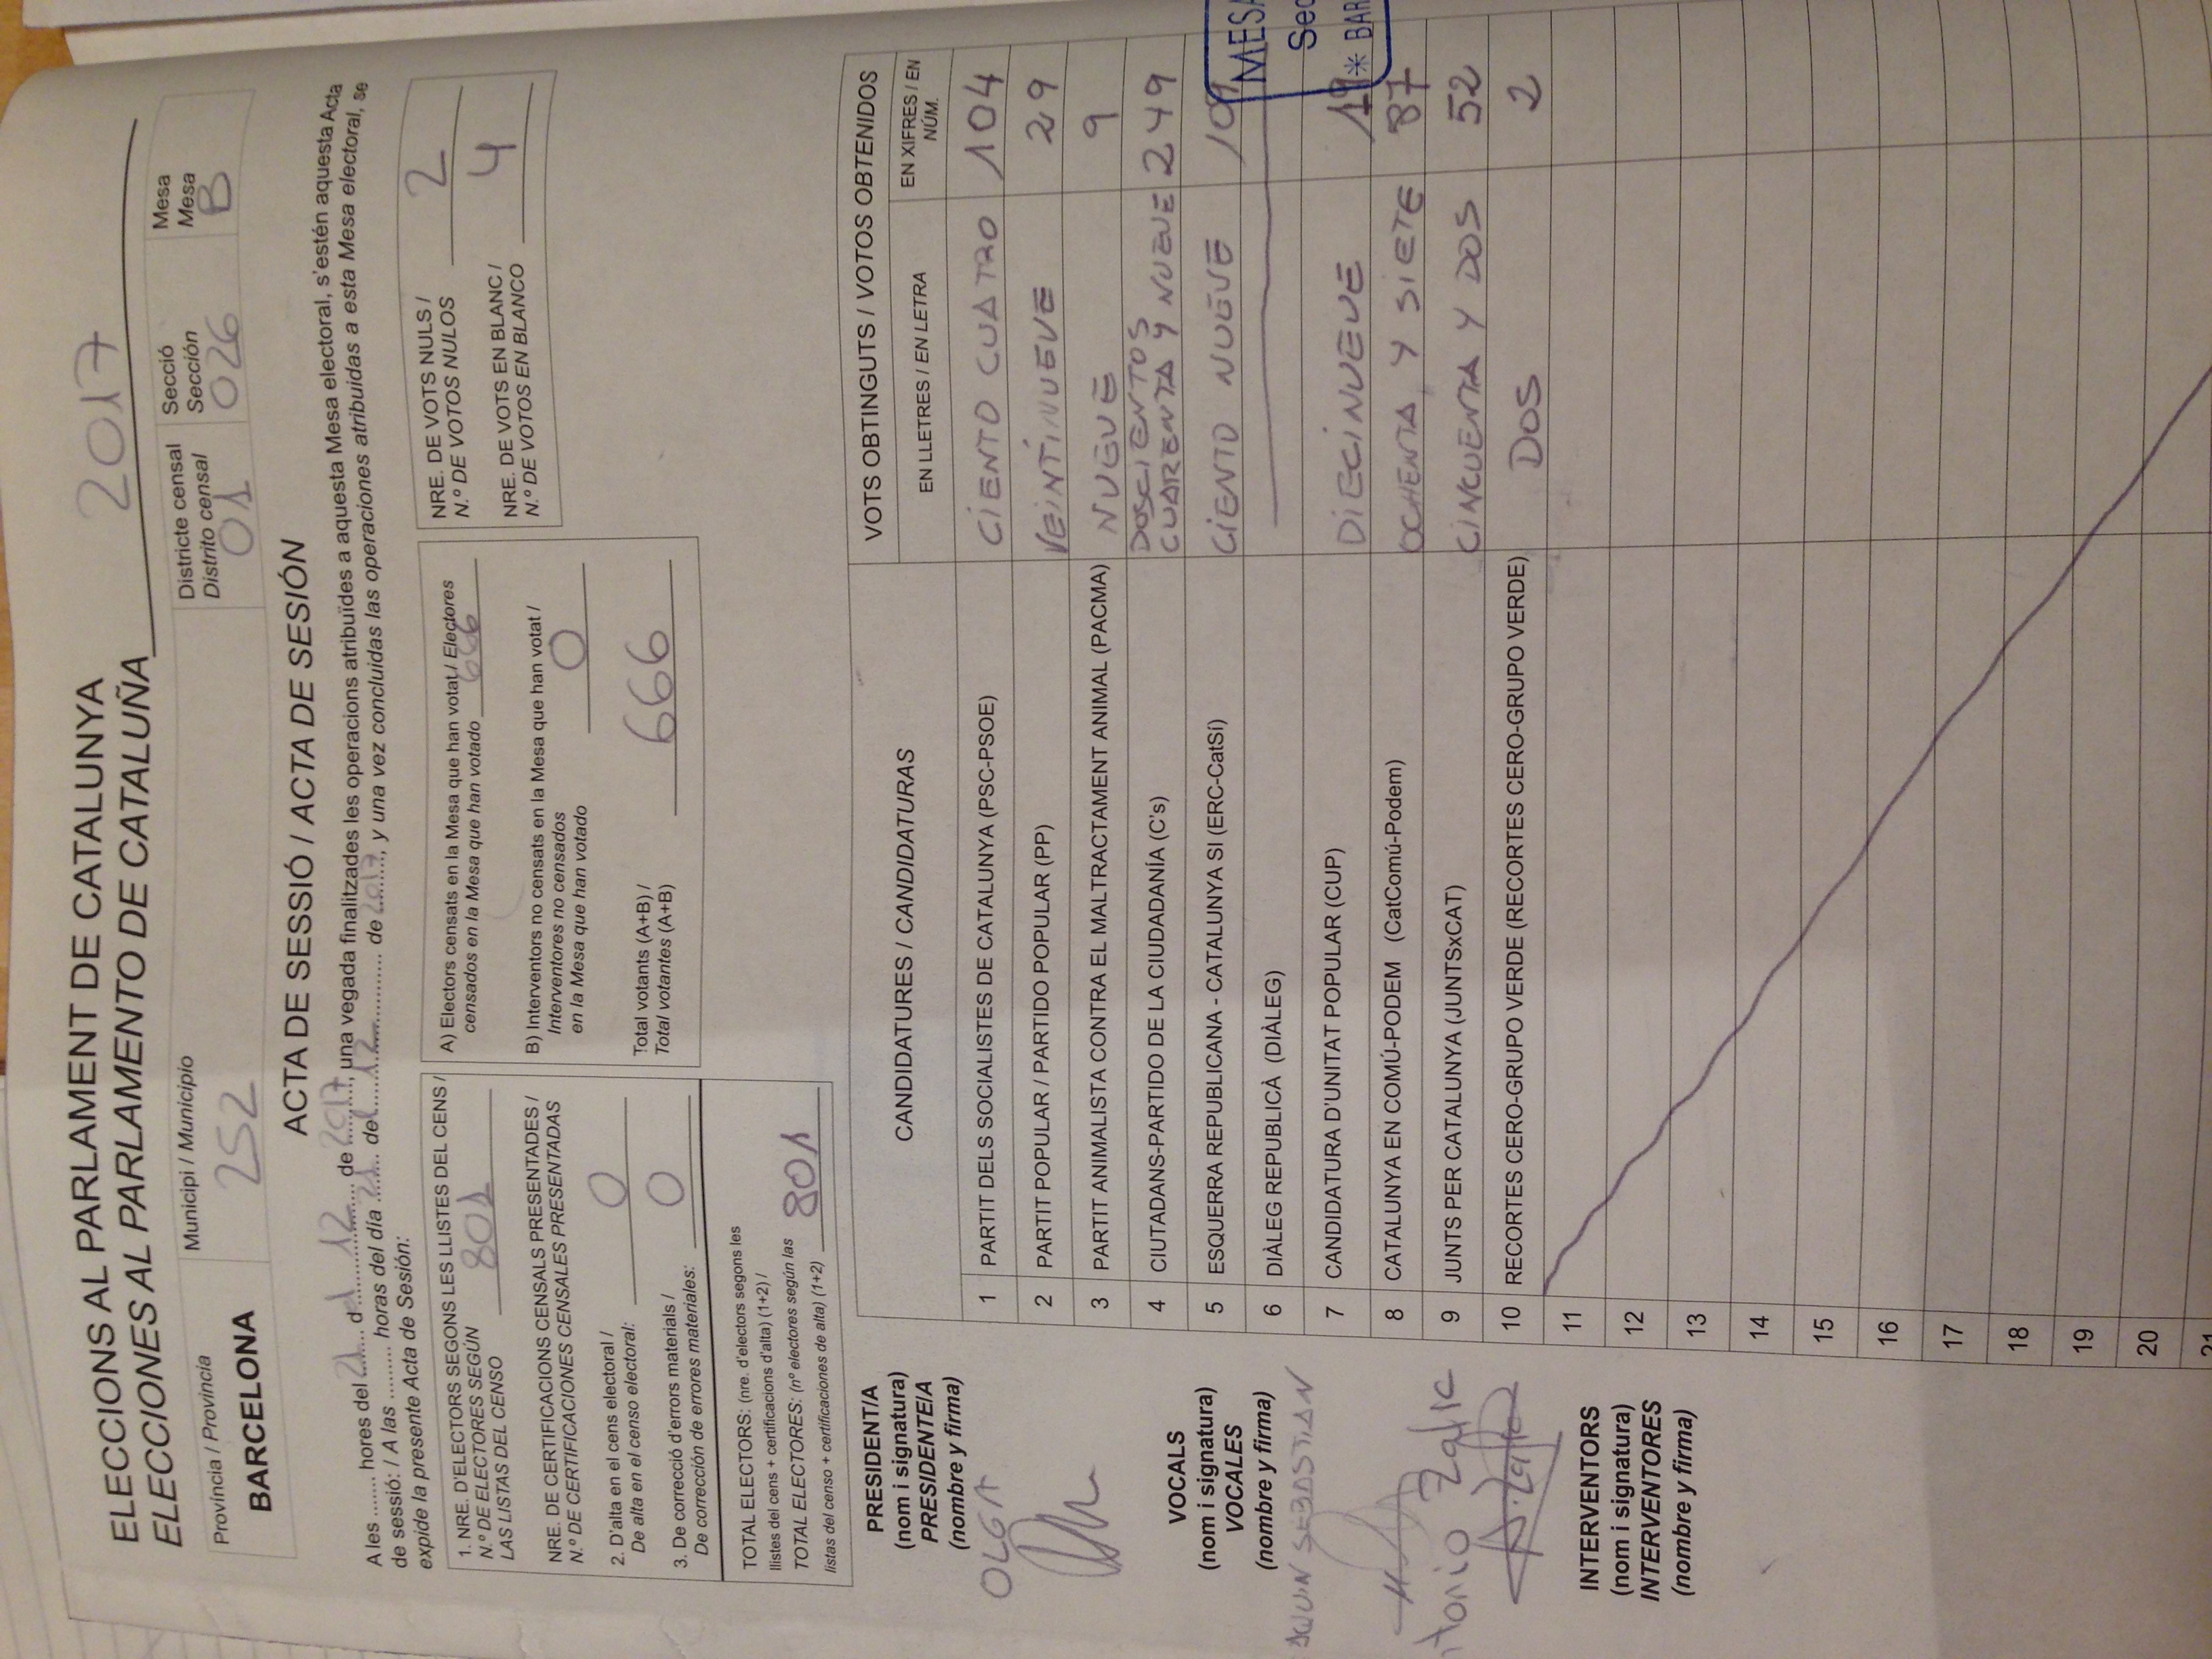 ELECCIONS AL PARLAMENT DE CATALUNYA
ELECCIONES AL PARLAMENTO DE CATALUÑA 2017
Província / Provincia
BARCELONA
Municipi / Municipio
252
Districte censal
Distrito censal
01
Secció
Sección
026
Mesa
Mesa
B
ACTA DE SESSIÓ / ACTA DE SESIÓN
A les ....... hores del 21 d 12 de 2017, una vegada finalitzades les operacions atribuïdes a aquesta Mesa electoral, s'estén aquesta Acta
de sessió: / A las ......... horas del día 21 de 12 de 2017, y una vez concluidas las operaciones atribuidas a esta Mesa electoral, se
expide la presente Acta de Sesión:
1. NRE. D'ELECTORS SEGONS LES LLISTES DEL CENS /
N.º DE ELECTORES SEGÚN
LAS LISTAS DEL CENSO 801
NRE. DE CERTIFICACIONS CENSALS PRESENTADES /
N.º DE CERTIFICACIONES CENSALES PRESENTADAS
2. D'alta en el cens electoral /
De alta en el censo electoral: 0
3. De correcció d'errors materials /
De corrección de errores materiales: 0
TOTAL ELECTORS: (nre. d'electors segons les
llistes del cens + certificacions d'alta) (1+2) /
TOTAL ELECTORES: (nº electores según las
listas del censo + certificaciones de alta) (1+2) 801
A) Electors censats en la Mesa que han votat / Electores
censados en la Mesa que han votado 666
B) Interventors no censats en la Mesa que han votat /
Interventores no censados
en la Mesa que han votado 0
Total votants (A+B) /
Total votantes (A+B) 666
NRE. DE VOTS NULS /
N.º DE VOTOS NULOS 2
NRE. DE VOTS EN BLANC /
N.º DE VOTOS EN BLANCO 4
PRESIDENT/A
(nom i signatura)
PRESIDENTE/A
(nombre y firma)
OLGA
VOCALS
(nom i signatura)
VOCALES
(nombre y firma)
AQUIN SEBASTIAN
INTERVENTORS
(nom i signatura)
INTERVENTORES
(nombre y firma)
CANDIDATURES / CANDIDATURAS
VOTS OBTINGUTS / VOTOS OBTENIDOS
EN LLETRES / EN LETRA
EN XIFRES / EN
NÚM.
1 PARTIT DELS SOCIALISTES DE CATALUNYA (PSC-PSOE) CIENTO CUATRO 104
2 PARTIT POPULAR / PARTIDO POPULAR (PP) VEINTINUEVE 29
3 PARTIT ANIMALISTA CONTRA EL MALTRACTAMENT ANIMAL (PACMA) NUEVE 9
4 CIUTADANS-PARTIDO DE LA CIUDADANÍA (C's) DOSCIENTOS
CUARENTA Y NUEVE 249
5 ESQUERRA REPUBLICANA - CATALUNYA SI (ERC-CatSí) CIENTO NUEVE 109
6 DIÀLEG REPUBLICÀ (DIÀLEG)
7 CANDIDATURA D'UNITAT POPULAR (CUP) DIECINUEVE 19
8 CATALUNYA EN COMÚ-PODEM (CatComú-Podem) OCHENTA Y SIETE 87
9 JUNTS PER CATALUNYA (JUNTSxCAT) CINCUENTA Y DOS 52
10 RECORTES CERO-GRUPO VERDE (RECORTES CERO-GRUPO VERDE) DOS 2
11
12
13
14
15
16
17
18
19
20
21
MESA
Sec
* BAR